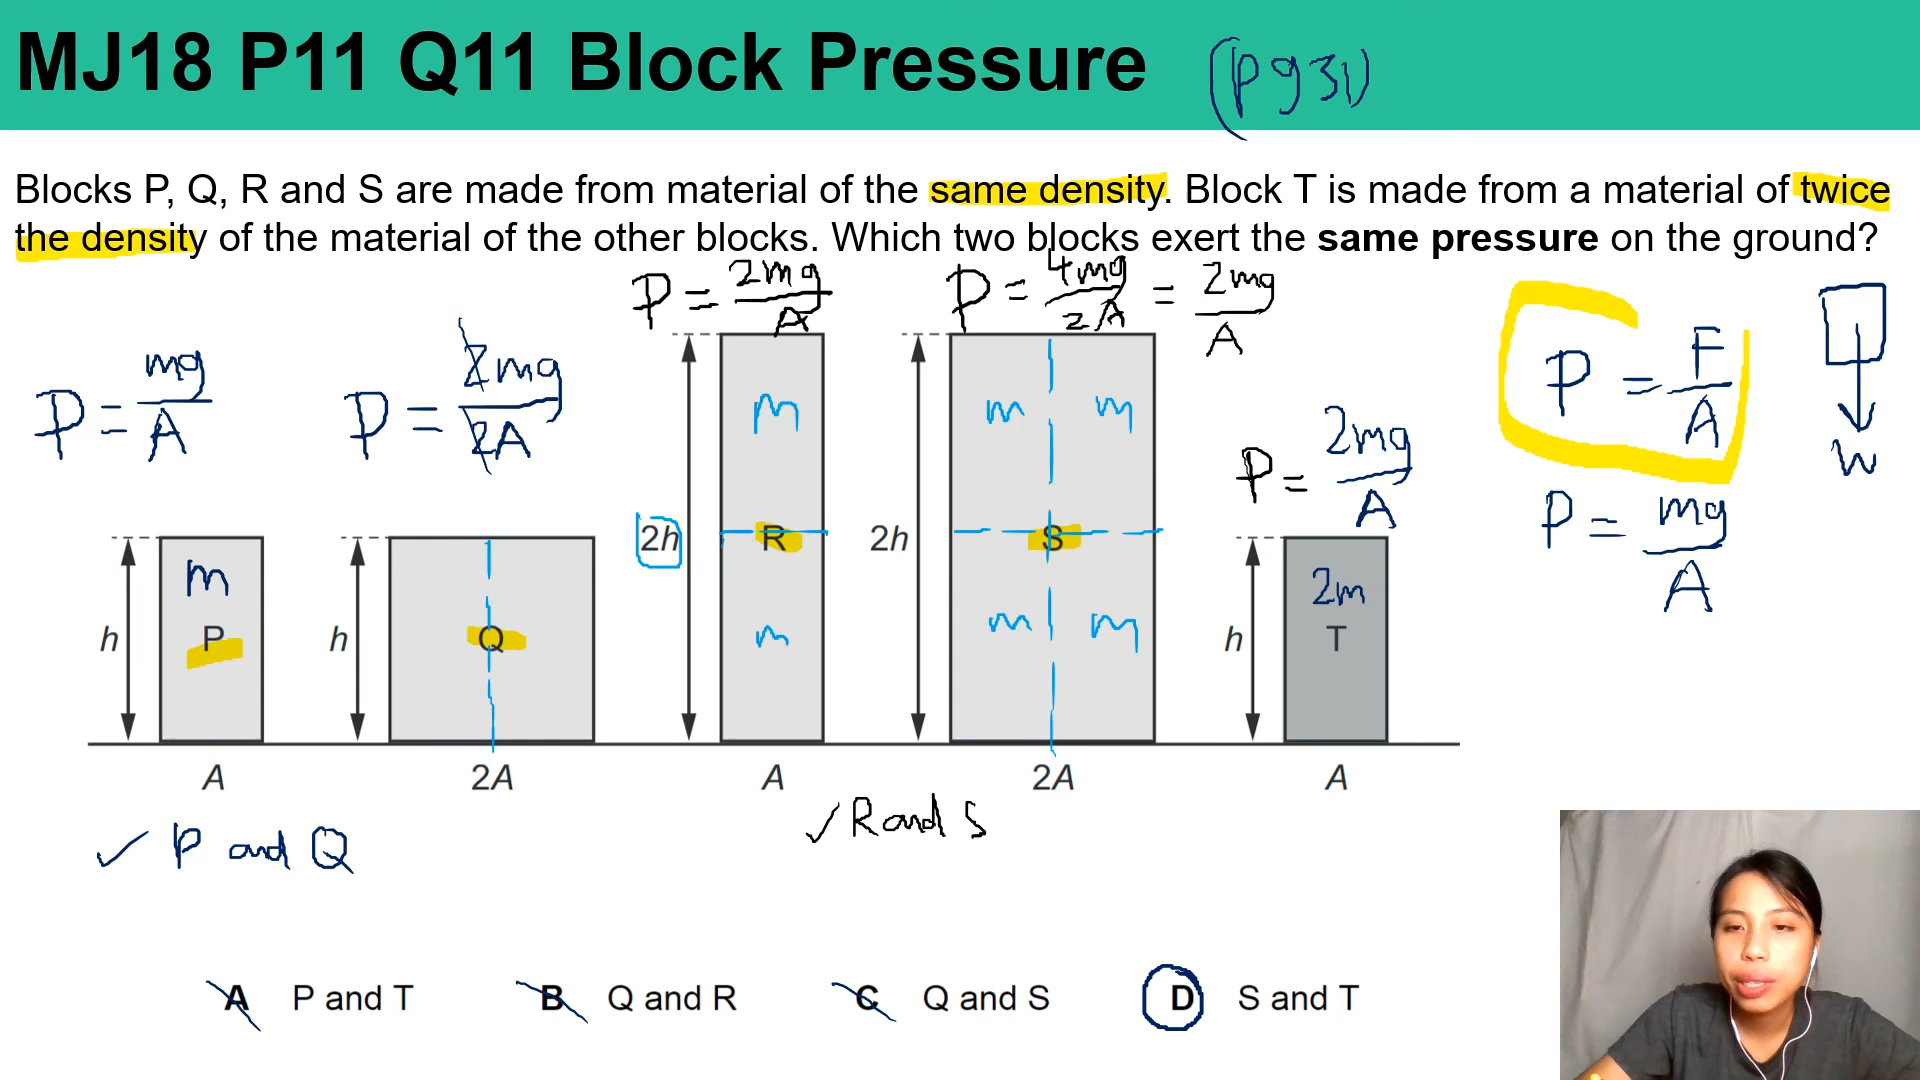 MJ18 P11 Q11 Block Pressure (pg 31)
Blocks P, Q, R and S are made from material of the same density. Block T is made from a material of twice
the density of the material of the other blocks. Which two blocks exert the same pressure on the ground?
P = mg/A
P = 2mg/2A
P = 2mg/A
P = 4mg/2A = 2mg/A
P = 2mg/A
P = F/A
W
P = mg/A
h
m
P
A
h
Q
2A
2h
m
R
m
A
2h
m m
S
m m
2A
h
2m
T
A
✓ P and Q
✓ R and S
A P and T
B Q and R
C Q and S
D S and T